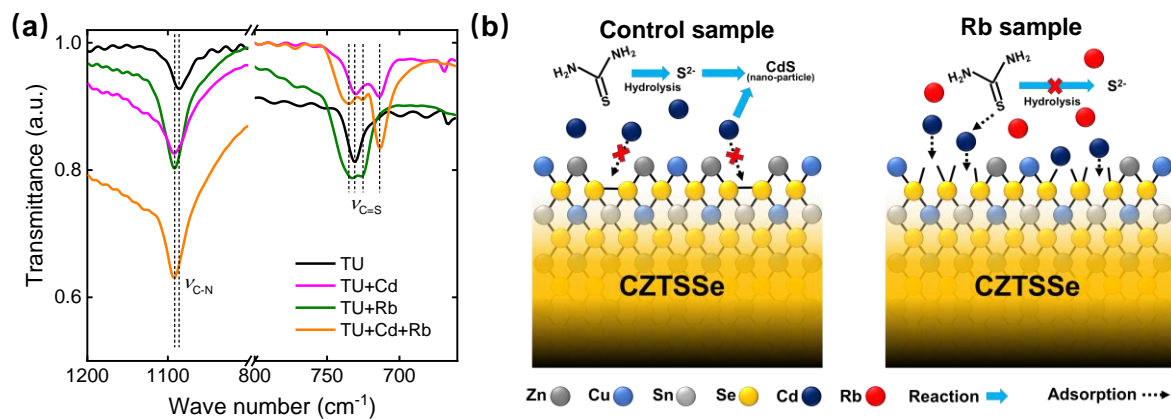 (a)
1.0
0.8
0.6
Transmittance (a.u.)
νC-N
νC=S
TU
TU+Cd
TU+Rb
TU+Cd+Rb
1200
1100
800
750
700
Wave number (cm-1)
(b)
Control sample
H2N
NH2
S
Hydrolysis
S2-
CdS
(nano-particle)
CZTSSe
Rb sample
H2N
NH2
S
Hydrolysis
S2-
CZTSSe
Zn Cu Sn Se Cd Rb Reaction Adsorption